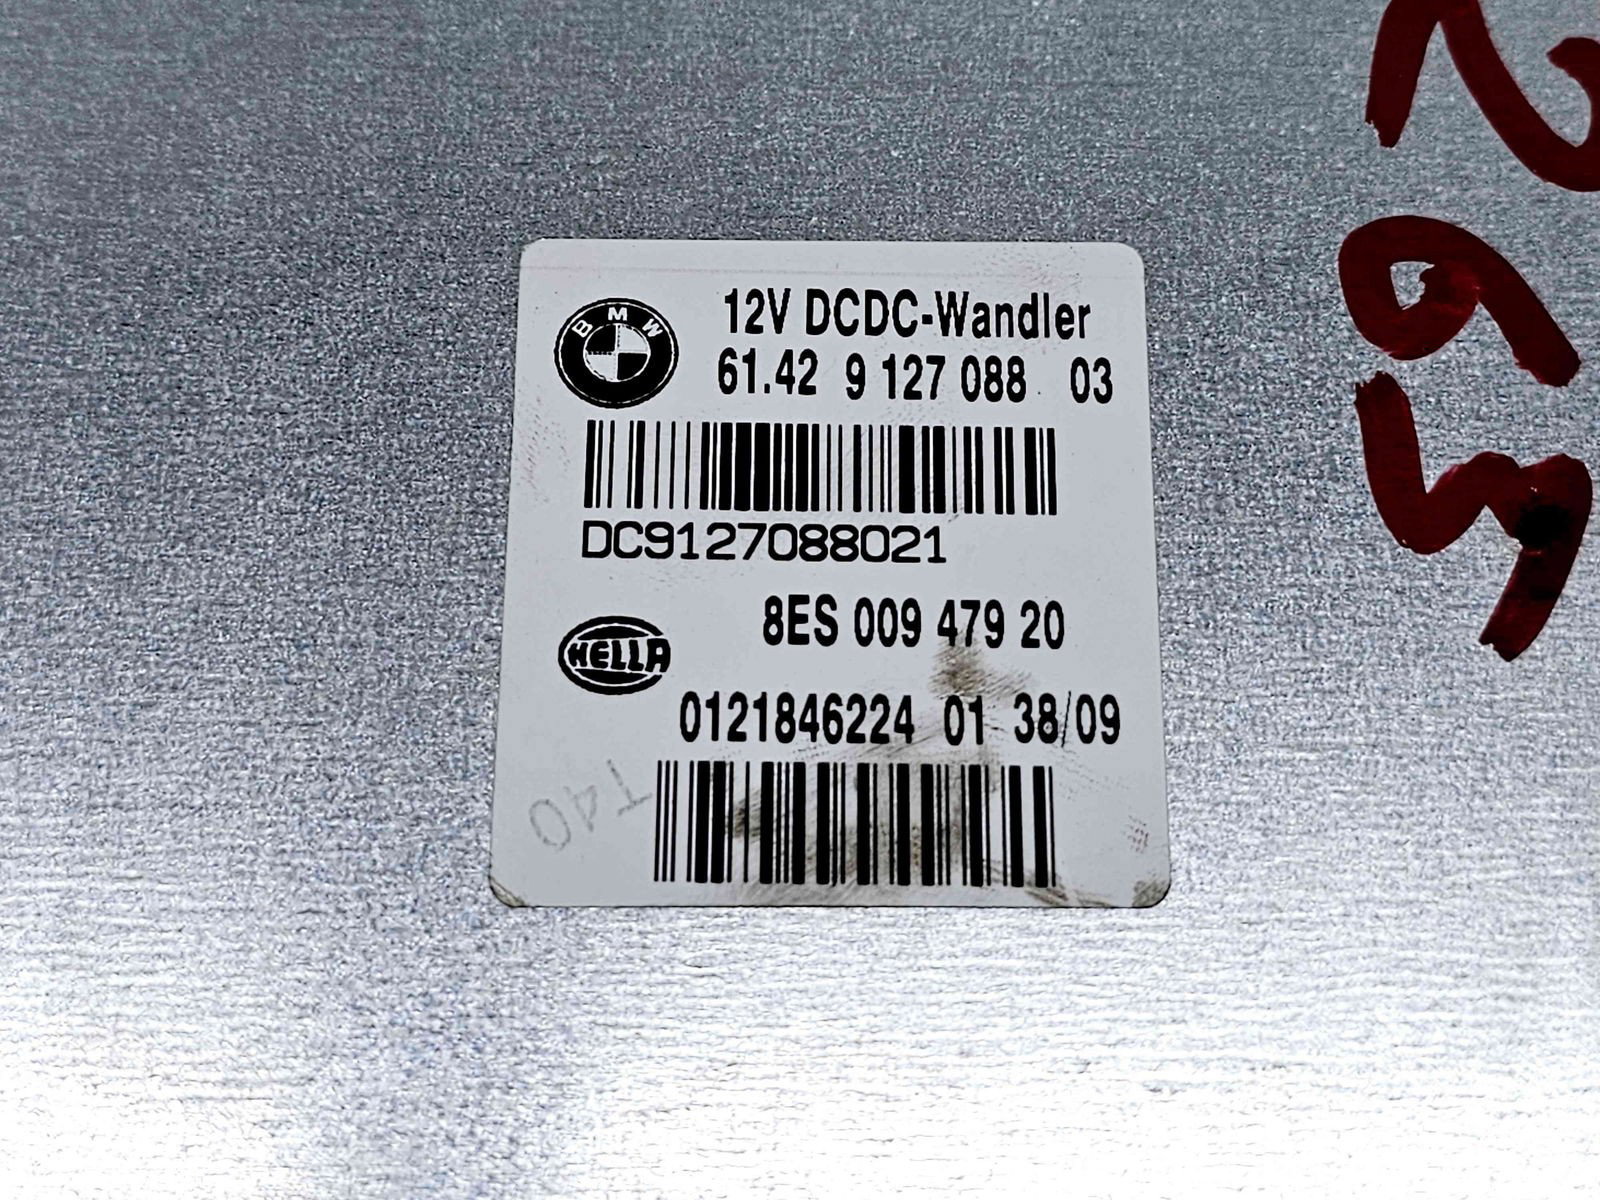 BMW
12V DCDC-Wandler
61.42 9 127 088 03
DC9127088021
8ES 009 479 20
HELLA
0121846224 01 38/09
T40
265